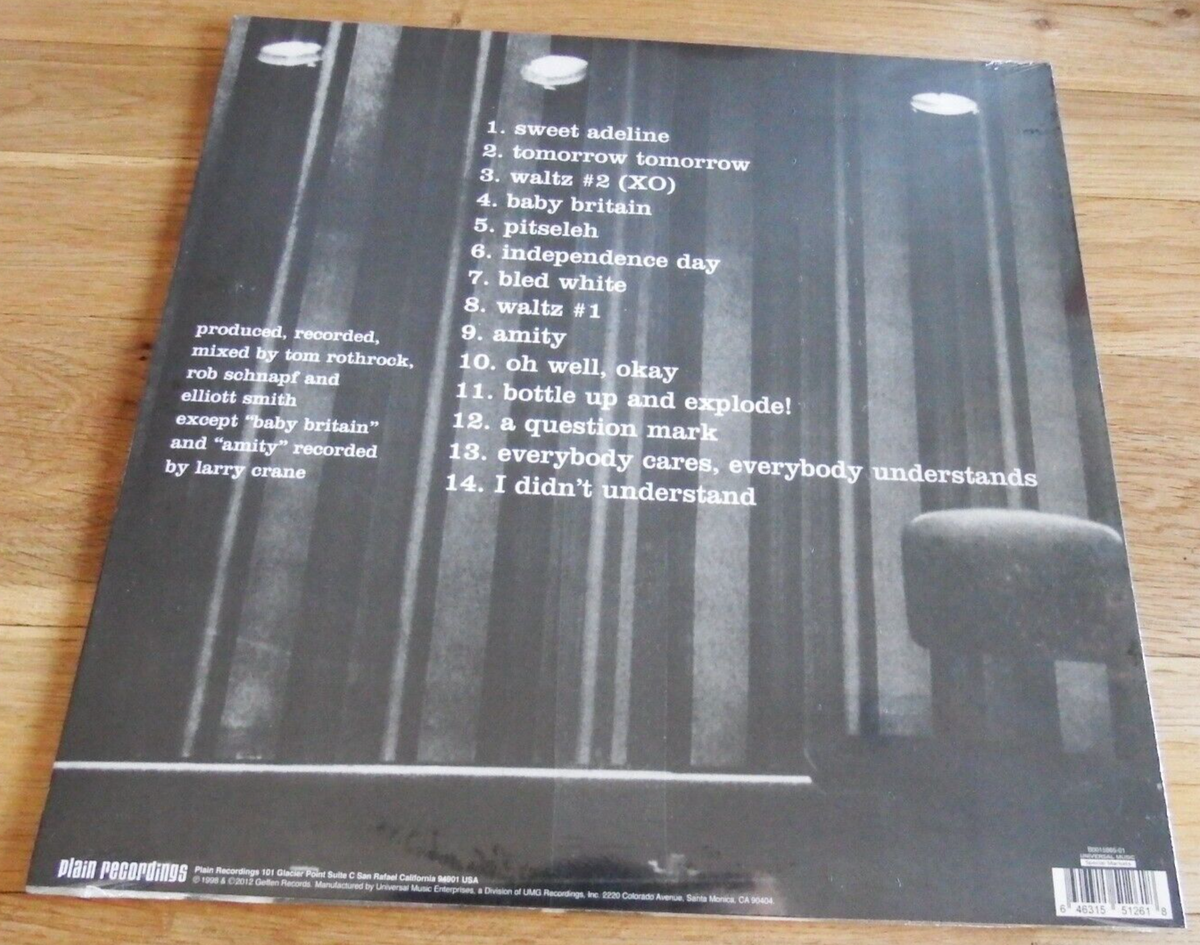 1. sweet adeline
2. tomorrow tomorrow
3. waltz #2 (XO)
4. baby britain
5. pitseleh
6. independence day
7. bled white
8. waltz #1
9. amity
10. oh well, okay
11. bottle up and explode!
12. a question mark
13. everybody cares, everybody understands
14. I didn't understand
produced, recorded,
mixed by tom rothrock,
rob schnapf and
elliott smith
except "baby britain"
and "amity" recorded
by larry crane
plain recordings
Plain Recordings 101 Glacier Point Suite C San Rafael California 94901 USA
℗1998 & ©2012 Geffen Records. Manufactured by Universal Music Enterprises, a Division of UMG Recordings, Inc. 2220 Colorado Avenue, Santa Monica, CA 90404.
UNIVERSAL MUSIC
Special Markets
6 46315 51261 8